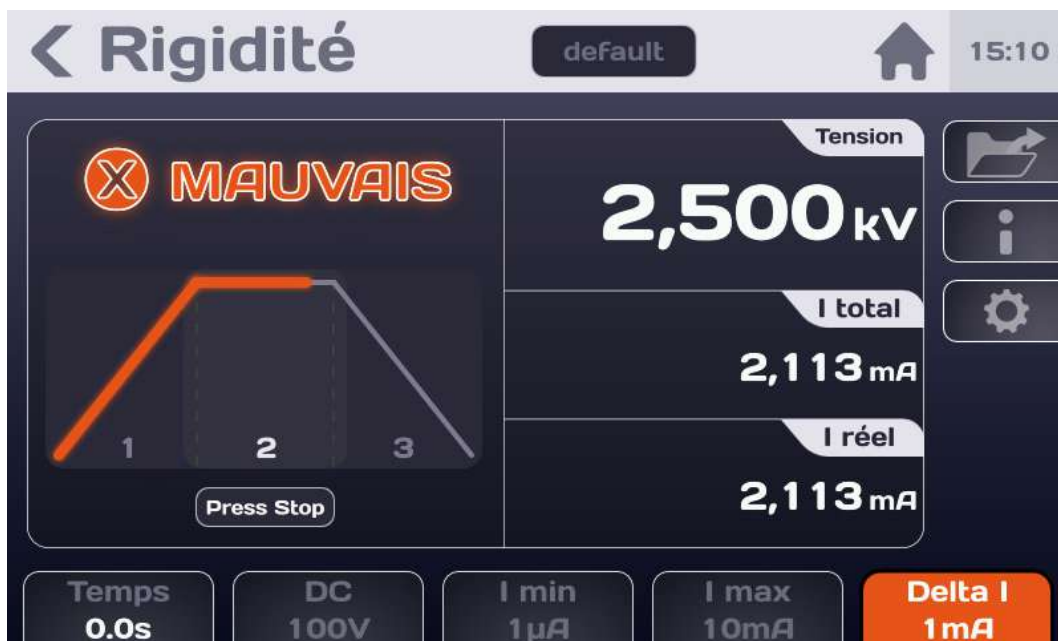 Rigidité
default
15:10
MAUVAIS
1
2
3
Press Stop
Tension
2,500 kV
I total
2,113 mA
I réel
2,113 mA
Temps
0.0s
DC
100V
I min
1µA
I max
10mA
Delta I
1mA